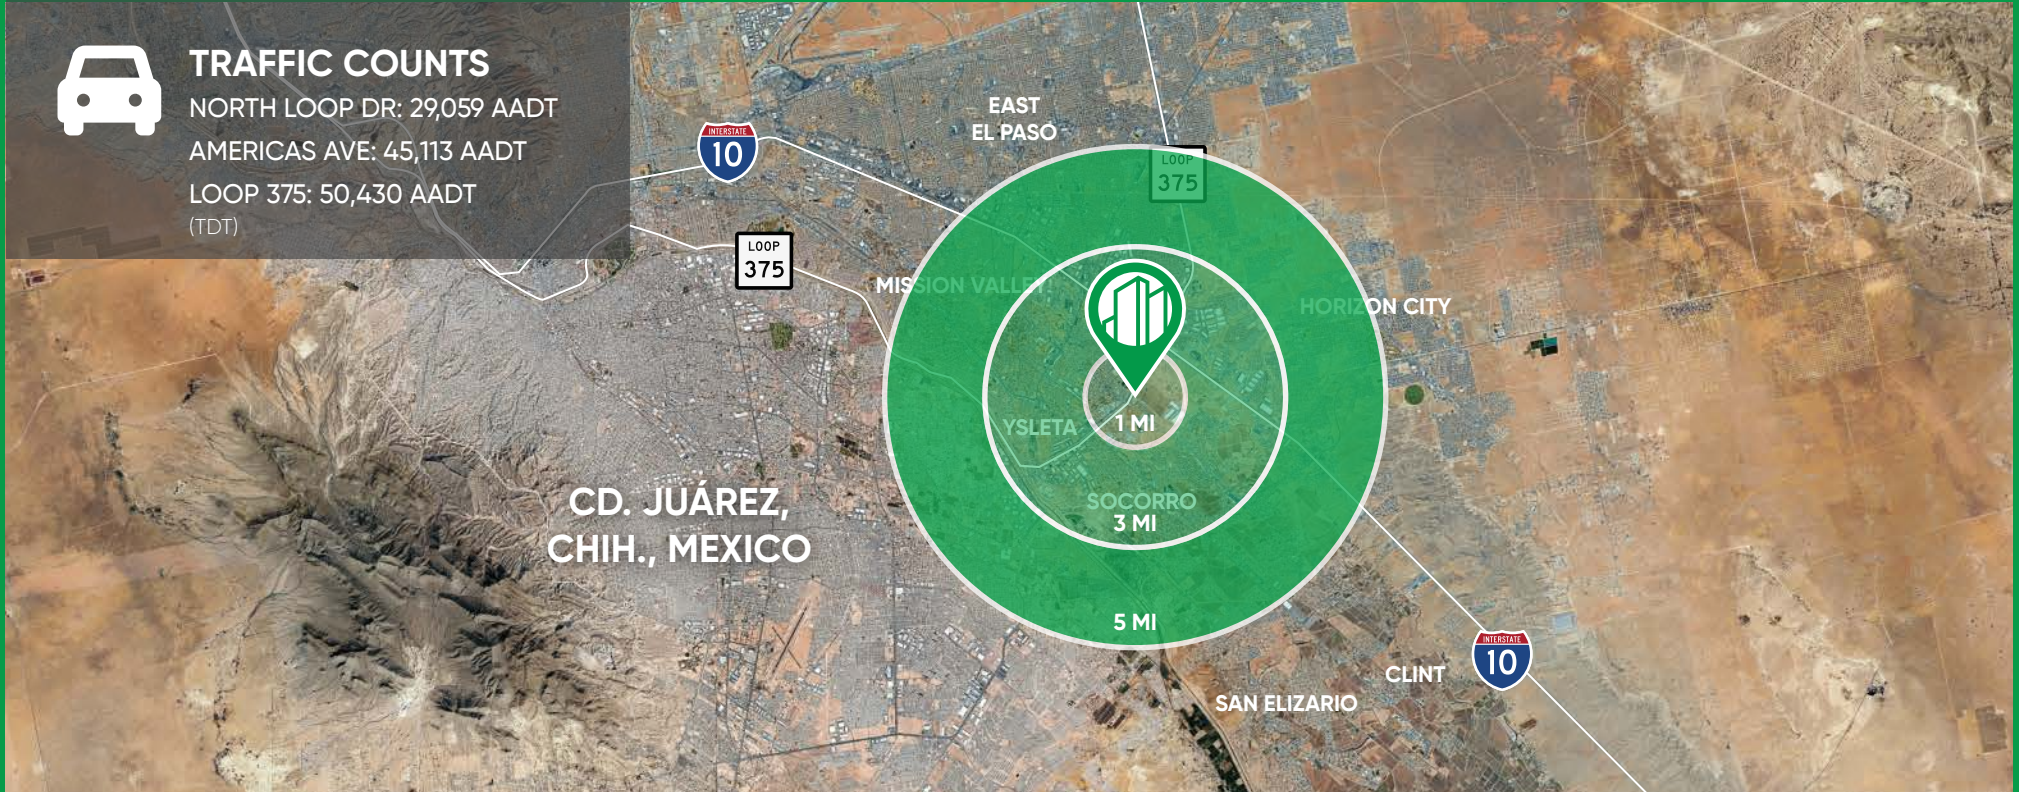 TRAFFIC COUNTS
NORTH LOOP DR: 29,059 AADT
AMERICAS AVE: 45,113 AADT
LOOP 375: 50,430 AADT
(TDT)
EAST
EL PASO
INTERSTATE
10
LOOP
375
LOOP
375
MISSION VALLEY
HORIZON CITY
YSLETA
1 MI
SOCORRO
3 MI
CD. JUÁREZ,
CHIH., MEXICO
5 MI
INTERSTATE
10
CLINT
SAN ELIZARIO